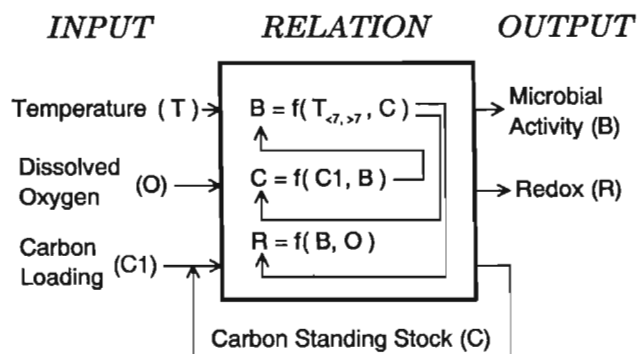 INPUT RELATION OUTPUT
Temperature (T)
B = f(T<7, >7, C)
Microbial
Activity (B)
Dissolved
Oxygen (O)
C = f(C1, B)
Redox (R)
Carbon
Loading (C1)
R = f(B, O)
Carbon Standing Stock (C)